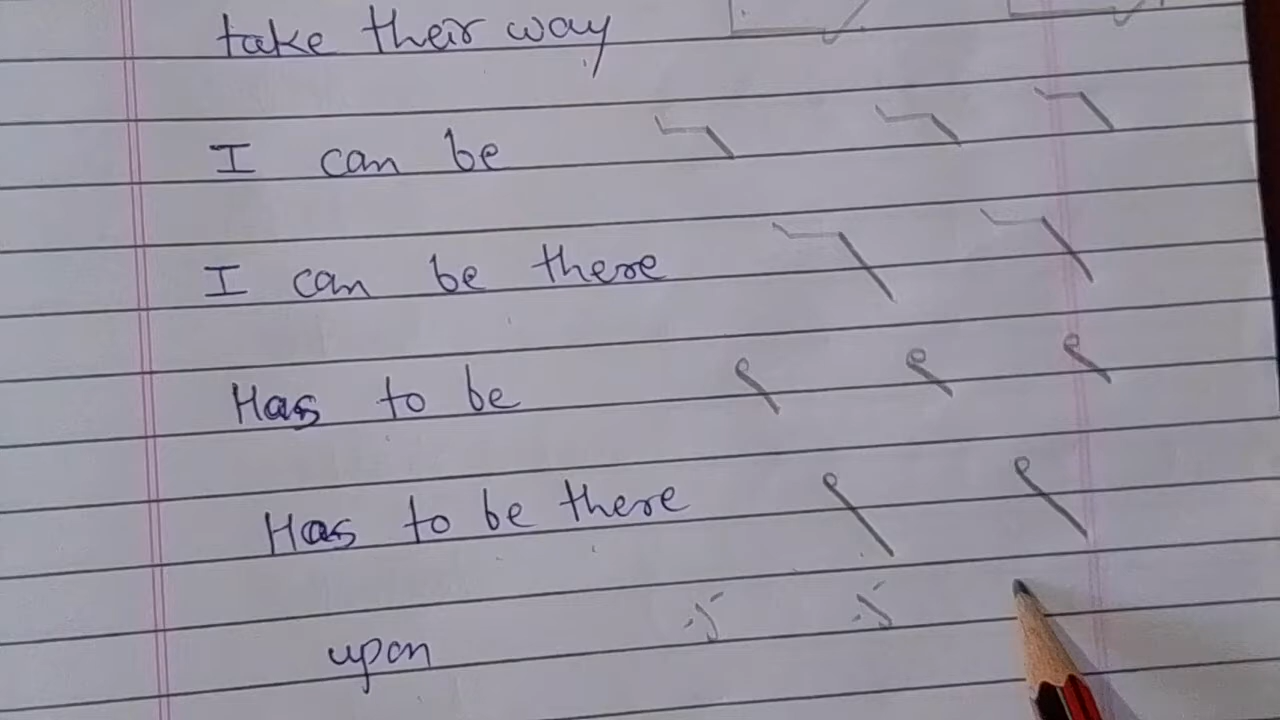 take their way
I can be
I can be there
Has to be
Has to be there
upon